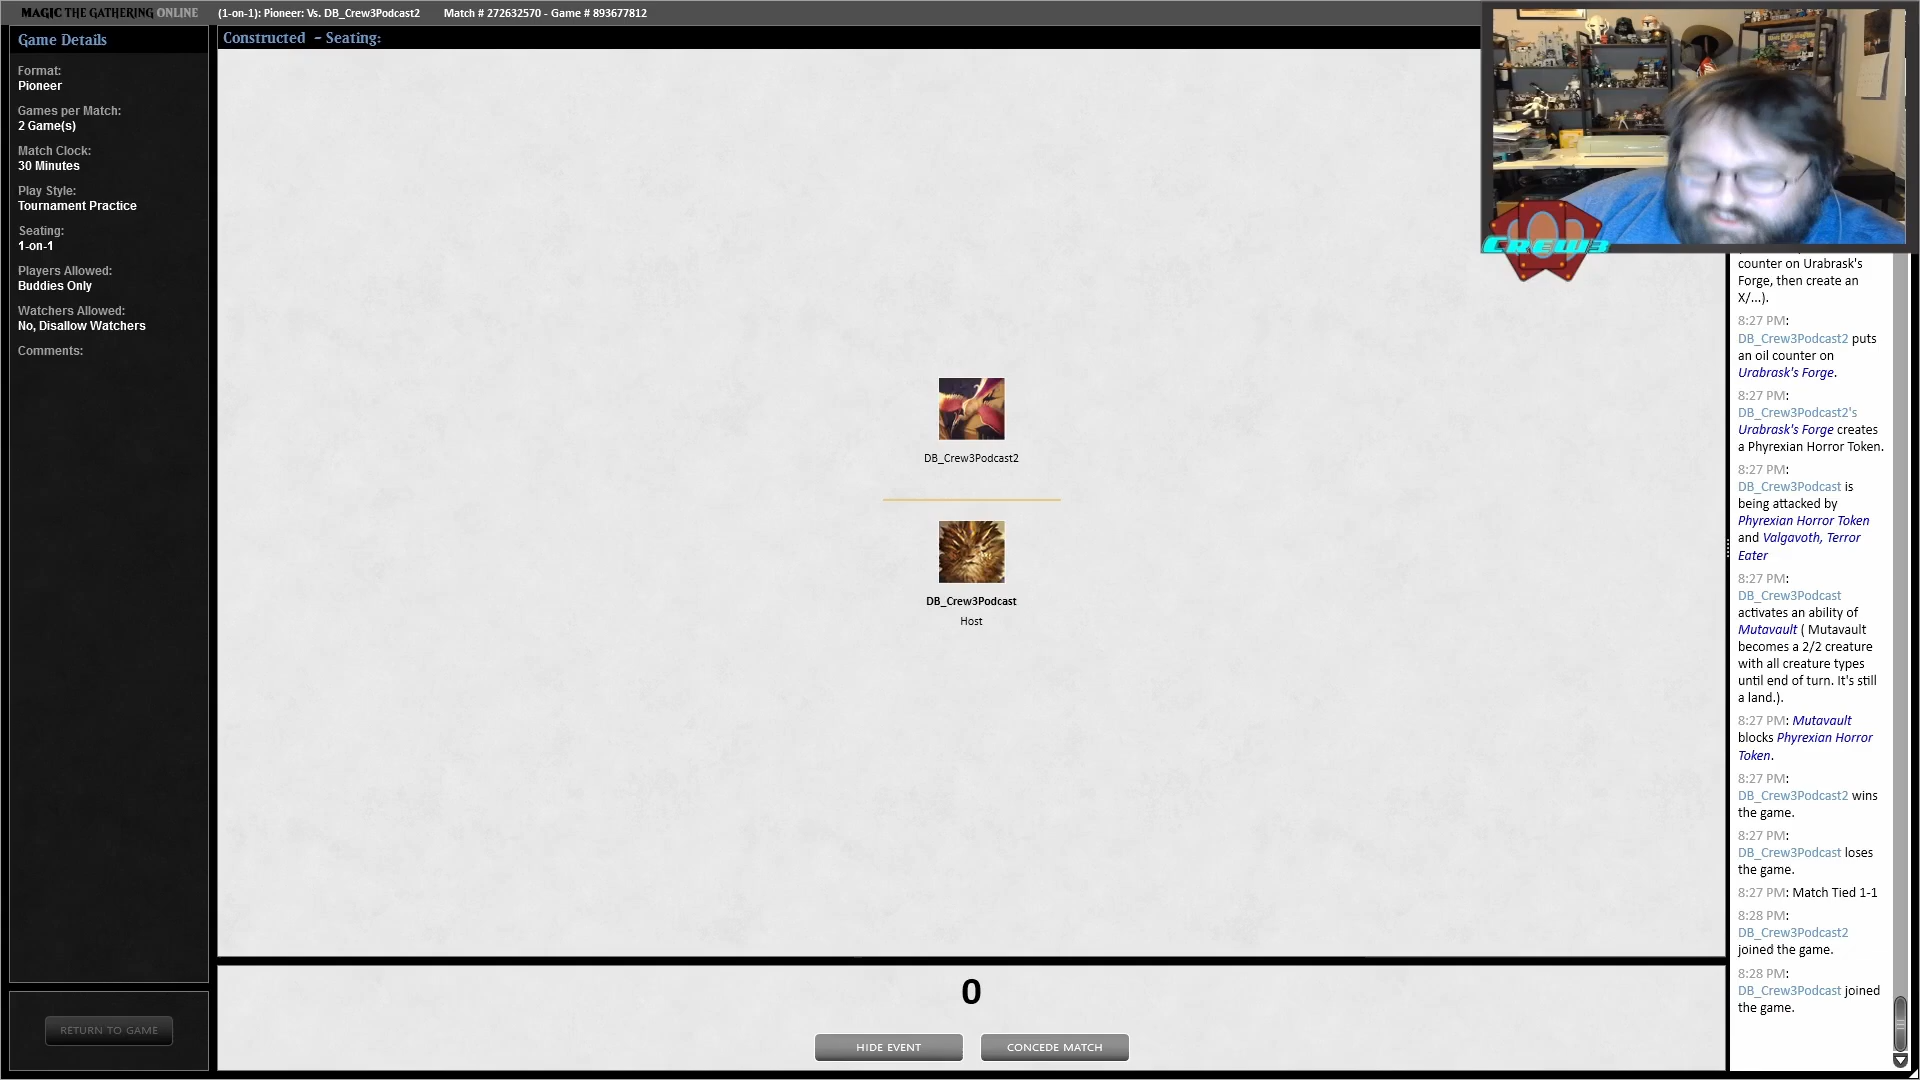 MAGIC THE GATHERING ONLINE
(1-on-1): Pioneer: Vs. DB_Crew3Podcast2
Match # 272632570 - Game # 893677812
Game Details
Format:
Pioneer
Games per Match:
2 Game(s)
Match Clock:
30 Minutes
Play Style:
Tournament Practice
Seating:
1-on-1
Players Allowed:
Buddies Only
Watchers Allowed:
No, Disallow Watchers
Comments:
RETURN TO GAME
Constructed - Seating:
DB_Crew3Podcast2
DB_Crew3Podcast
Host
0
HIDE EVENT
CONCEDE MATCH
CREW3
counter on Urabrask's
Forge, then create an
X/...).
8:27 PM:
DB_Crew3Podcast2 puts
an oil counter on
Urabrask's Forge.
8:27 PM:
DB_Crew3Podcast2's
Urabrask's Forge creates
a Phyrexian Horror Token.
8:27 PM:
DB_Crew3Podcast is
being attacked by
Phyrexian Horror Token
and Valgavoth, Terror
Eater
8:27 PM:
DB_Crew3Podcast
activates an ability of
Mutavault ( Mutavault
becomes a 2/2 creature
with all creature types
until end of turn. It's still
a land.).
8:27 PM: Mutavault
blocks Phyrexian Horror
Token.
8:27 PM:
DB_Crew3Podcast2 wins
the game.
8:27 PM:
DB_Crew3Podcast loses
the game.
8:27 PM: Match Tied 1-1
8:28 PM:
DB_Crew3Podcast2
joined the game.
8:28 PM:
DB_Crew3Podcast joined
the game.